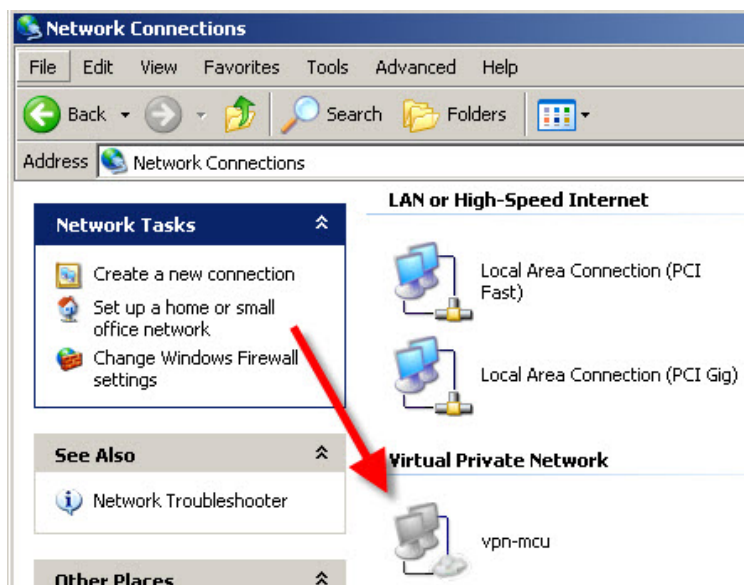 Network Connections
File Edit View Favorites Tools Advanced Help
Back Search Folders
Address Network Connections
Network Tasks
Create a new connection
Set up a home or small
office network
Change Windows Firewall
settings
See Also
Network Troubleshooter
Other Places
LAN or High-Speed Internet
Local Area Connection (PCI
Fast)
Local Area Connection (PCI Gig)
Virtual Private Network
vpn-mcu